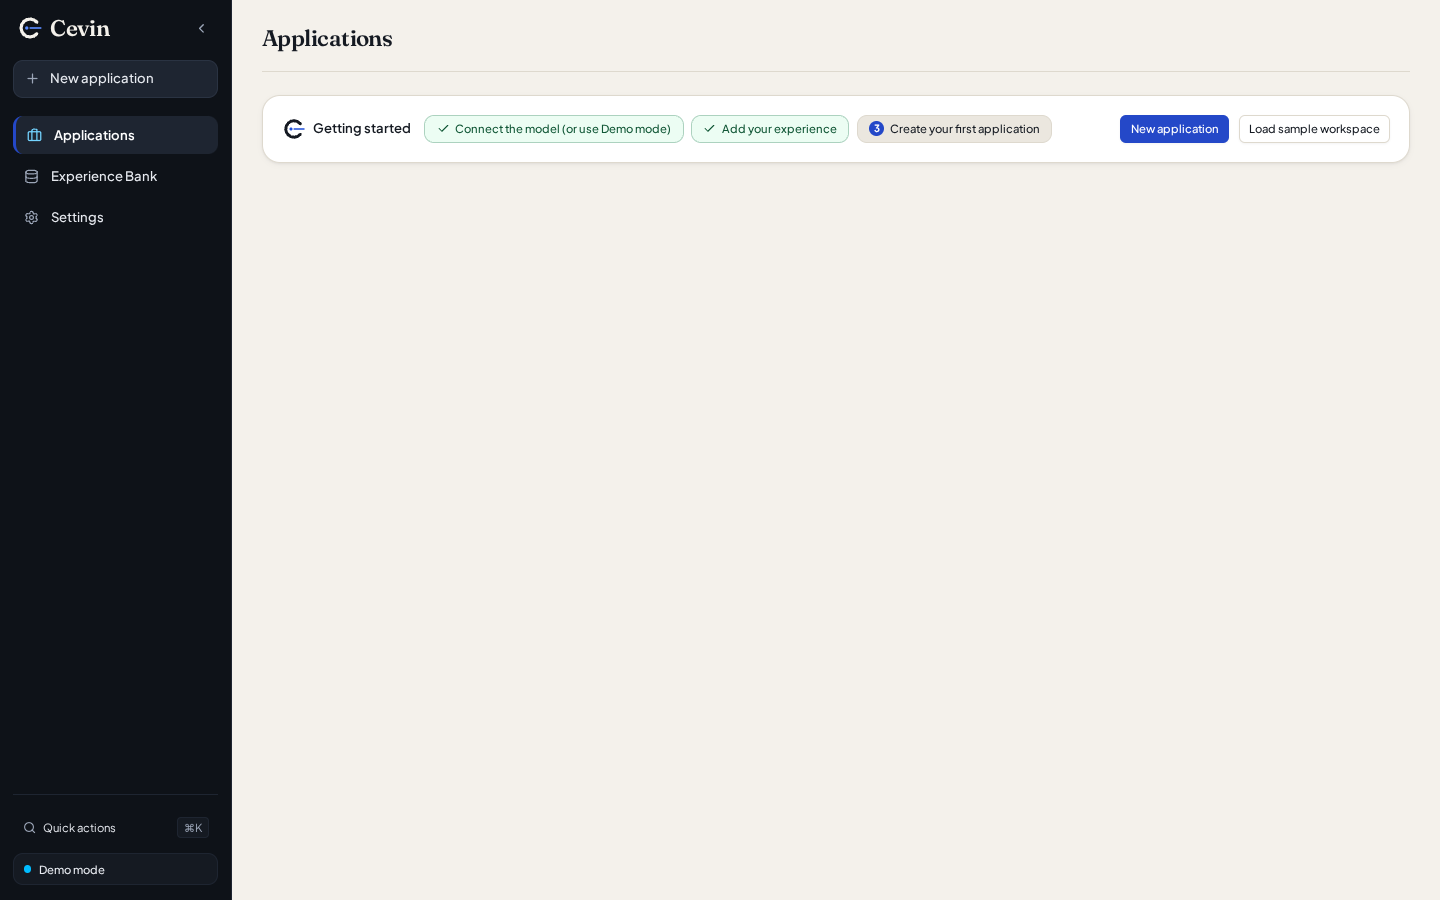 Cevin
New application
Applications
Experience Bank
Settings
Quick actions
⌘K
Demo mode
Applications
Getting started
Connect the model (or use Demo mode)
Add your experience
3 Create your first application
New application
Load sample workspace